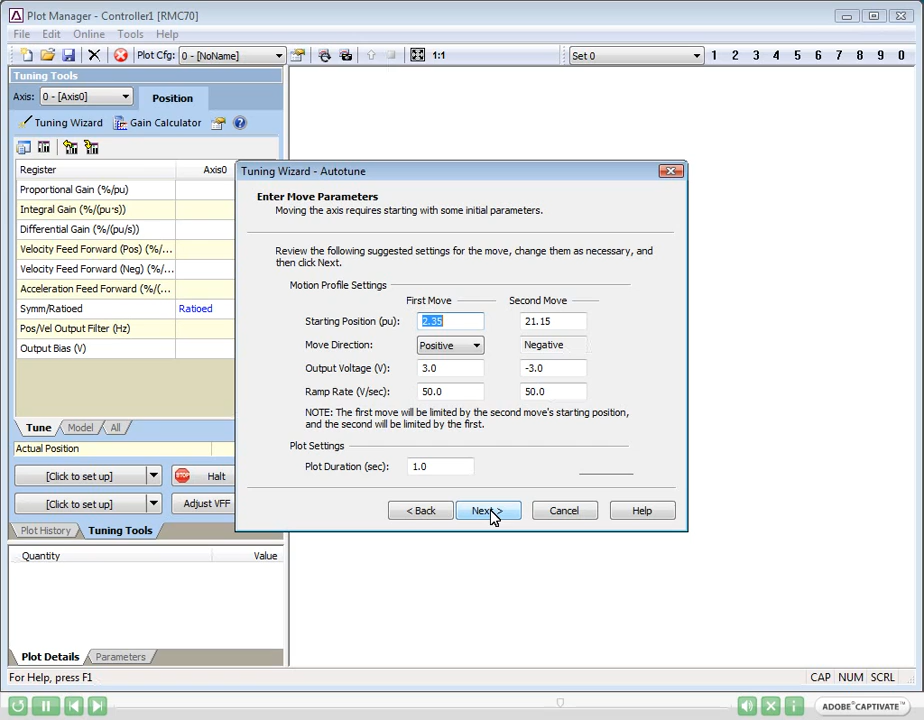 Plot Manager - Controller1 [RMC70]
File Edit Online Tools Help
Plot Cfg: 0 - [NoName] 1:1 Set 0 1 2 3 4 5 6 7 8 9 0
Tuning Tools
Axis: 0 - [Axis0] Position
Tuning Wizard Gain Calculator
Register Axis0
Proportional Gain (%/pu)
Integral Gain (%/(pu·s))
Differential Gain (%/(pu/s))
Velocity Feed Forward (Pos) (%/...
Velocity Feed Forward (Neg) (%/...
Acceleration Feed Forward (%/(...
Symm/Ratioed Ratioed
Pos/Vel Output Filter (Hz)
Output Bias (V)
Tune Model All
Actual Position
[Click to set up] STOP Halt
[Click to set up] Adjust VFF
Plot History Tuning Tools
Quantity Value
Plot Details Parameters
Tuning Wizard - Autotune
Enter Move Parameters
Moving the axis requires starting with some initial parameters.
Review the following suggested settings for the move, change them as necessary, and
then click Next.
Motion Profile Settings
First Move Second Move
Starting Position (pu): 2.35 21.15
Move Direction: Positive Negative
Output Voltage (V): 3.0 -3.0
Ramp Rate (V/sec): 50.0 50.0
NOTE: The first move will be limited by the second move's starting position,
and the second will be limited by the first.
Plot Settings
Plot Duration (sec): 1.0
< Back Next > Cancel Help
For Help, press F1 CAP NUM SCRL
ADOBE® CAPTIVATE™